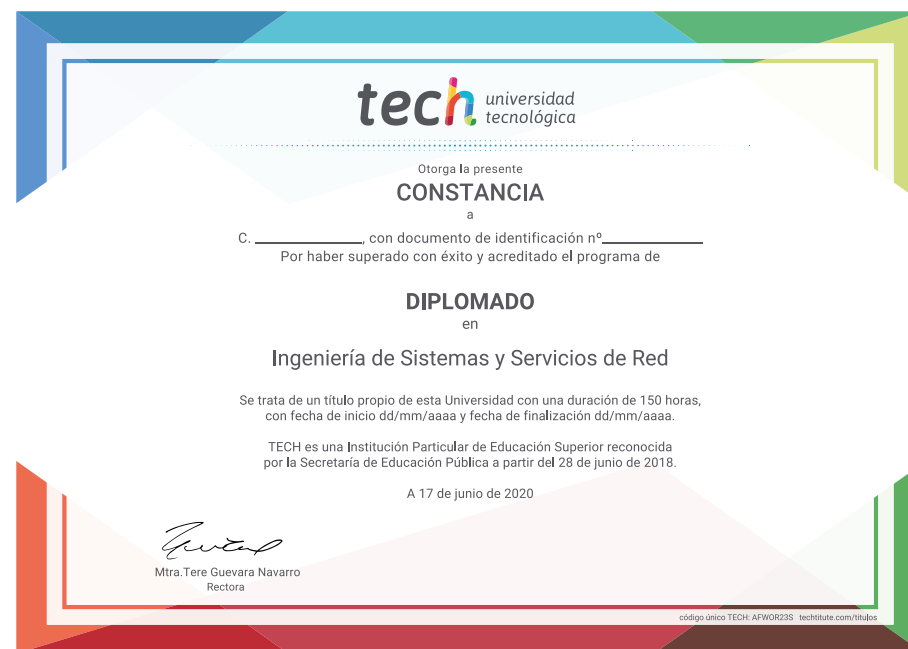 tech universidad
tecnológica
Otorga la presente
CONSTANCIA
a
C. ____________, con documento de identificación nº____________
Por haber superado con éxito y acreditado el programa de
DIPLOMADO
en
Ingeniería de Sistemas y Servicios de Red
Se trata de un título propio de esta Universidad con una duración de 150 horas,
con fecha de inicio dd/mm/aaaa y fecha de finalización dd/mm/aaaa.
TECH es una Institución Particular de Educación Superior reconocida
por la Secretaría de Educación Pública a partir del 28 de junio de 2018.
A 17 de junio de 2020
Mtra.Tere Guevara Navarro
Rectora
código único TECH: AFWOR23S techtitute.com/titulos